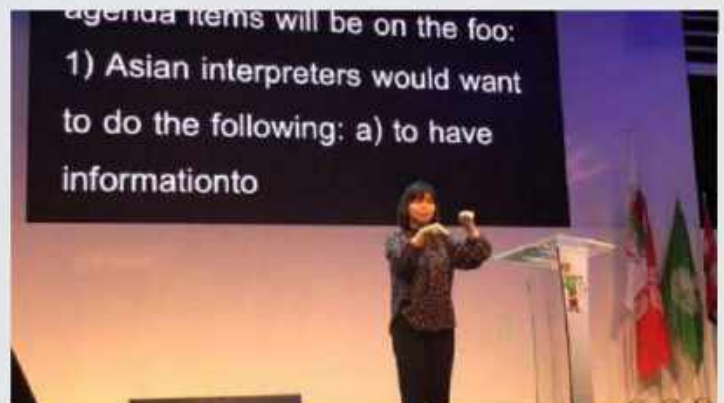 agenda items will be on the foo:
1) Asian interpreters would want
to do the following: a) to have
informationto